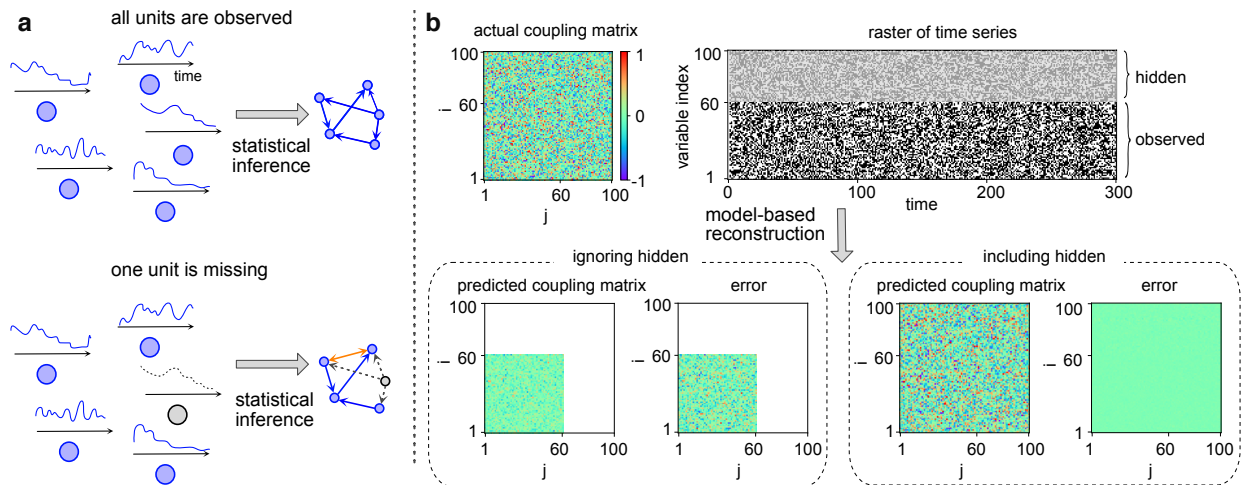 a
all units are observed
time
statistical
inference
one unit is missing
statistical
inference
b
actual coupling matrix
100
60
1
i
1
60
100
j
1
0
-1
raster of time series
variable index
100
60
1
0
100
200
300
time
hidden
observed
model-based
reconstruction
ignoring hidden
predicted coupling matrix
100
60
1
i
1
60
100
j
error
100
60
1
i
1
60
100
j
including hidden
predicted coupling matrix
100
60
1
i
1
60
100
j
error
100
60
1
i
1
60
100
j